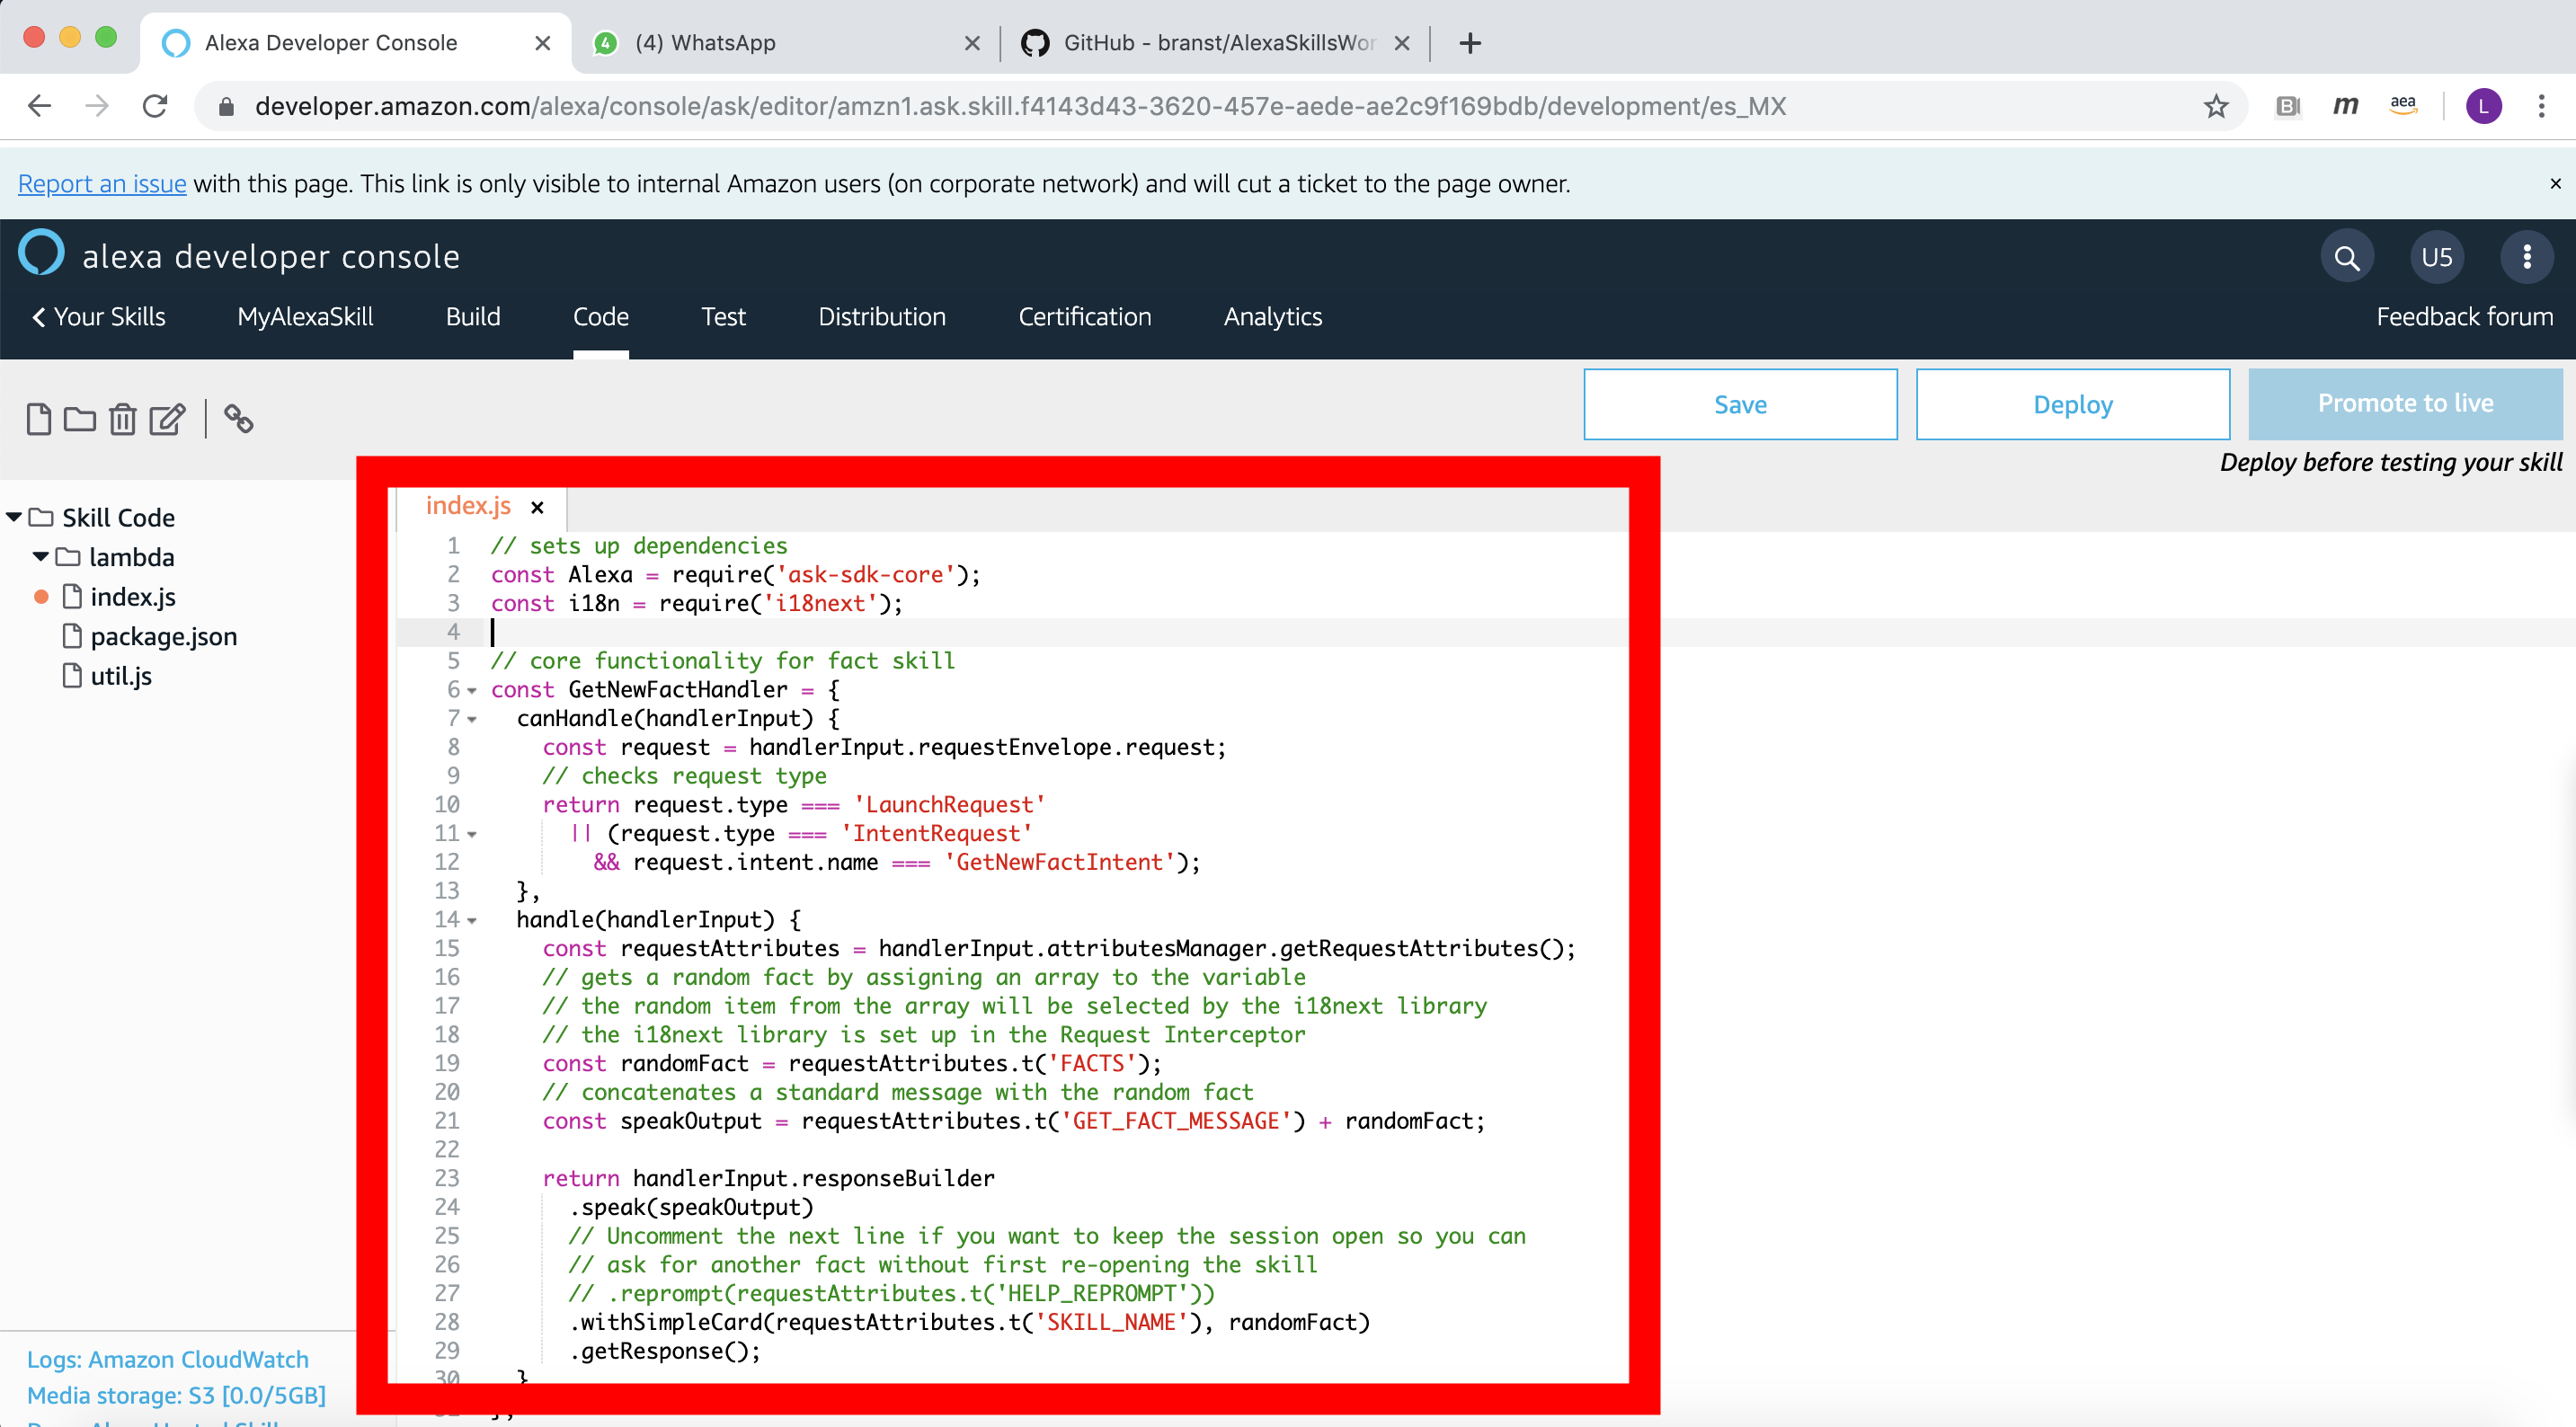 Alexa Developer Console
4
(4) WhatsApp
GitHub - branst/AlexaSkillsWor
developer.amazon.com/alexa/console/ask/editor/amzn1.ask.skill.f4143d43-3620-457e-aede-ae2c9f169bdb/development/es_MX
B
m
aea
L
Report an issue with this page. This link is only visible to internal Amazon users (on corporate network) and will cut a ticket to the page owner.
×
alexa developer console
U5
Your Skills
MyAlexaSkill
Build
Code
Test
Distribution
Certification
Analytics
Feedback forum
Save
Deploy
Promote to live
Deploy before testing your skill
Skill Code
lambda
index.js
package.json
util.js
Logs: Amazon CloudWatch
Media storage: S3 [0.0/5GB]
index.js ×
1 // sets up dependencies
2 const Alexa = require('ask-sdk-core');
3 const i18n = require('i18next');
4
5 // core functionality for fact skill
6 const GetNewFactHandler = {
7 canHandle(handlerInput) {
8 const request = handlerInput.requestEnvelope.request;
9 // checks request type
10 return request.type === 'LaunchRequest'
11 || (request.type === 'IntentRequest'
12 && request.intent.name === 'GetNewFactIntent');
13 },
14 handle(handlerInput) {
15 const requestAttributes = handlerInput.attributesManager.getRequestAttributes();
16 // gets a random fact by assigning an array to the variable
17 // the random item from the array will be selected by the i18next library
18 // the i18next library is set up in the Request Interceptor
19 const randomFact = requestAttributes.t('FACTS');
20 // concatenates a standard message with the random fact
21 const speakOutput = requestAttributes.t('GET_FACT_MESSAGE') + randomFact;
22
23 return handlerInput.responseBuilder
24 .speak(speakOutput)
25 // Uncomment the next line if you want to keep the session open so you can
26 // ask for another fact without first re-opening the skill
27 // .reprompt(requestAttributes.t('HELP_REPROMPT'))
28 .withSimpleCard(requestAttributes.t('SKILL_NAME'), randomFact)
29 .getResponse();
30 }